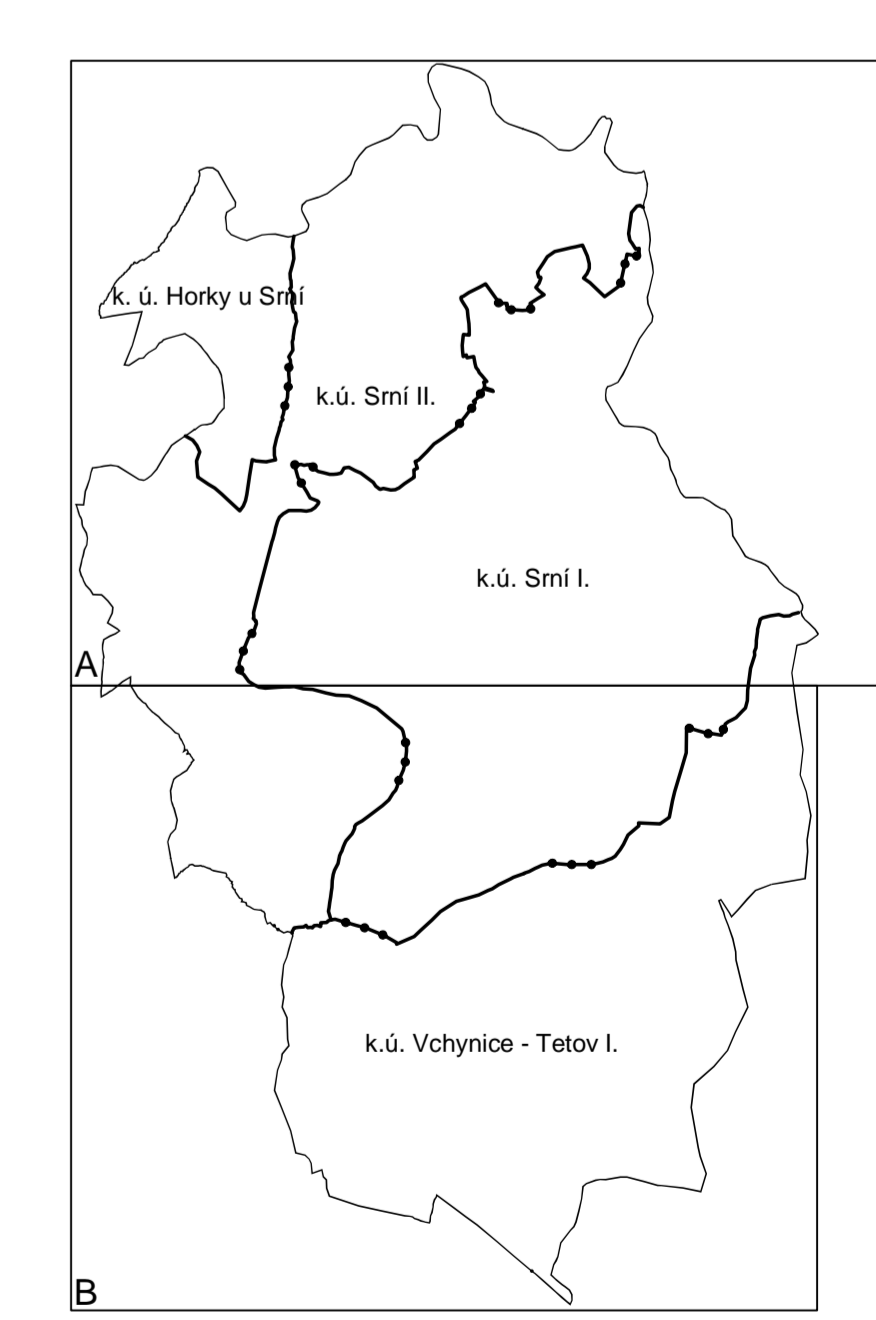 k. ú. Horky u Srní
k.ú. Srní II.
k.ú. Srní I.
A
k.ú. Vchynice - Tetov I.
B